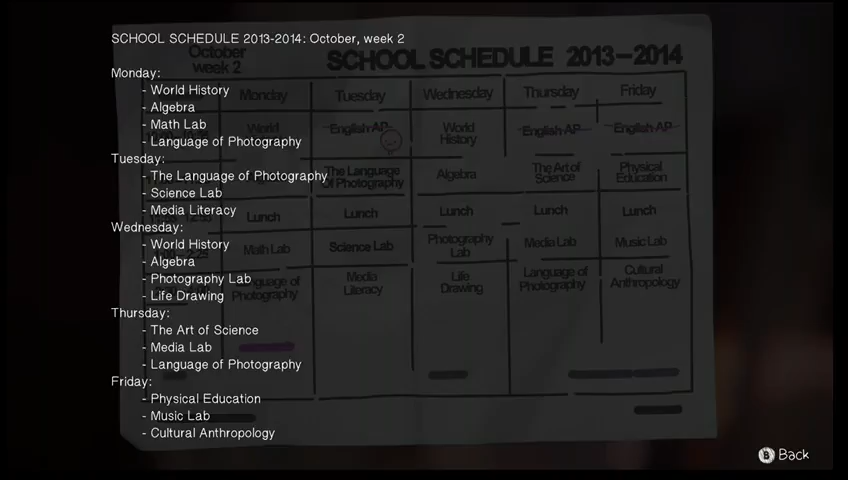 SCHOOL SCHEDULE 2013-2014: October, week 2
Monday:
- World History
- Algebra
- Math Lab
- Language of Photography
Tuesday:
- The Language of Photography
- Science Lab
- Media Literacy
Wednesday:
- World History
- Algebra
- Photography Lab
- Life Drawing
Thursday:
- The Art of Science
- Media Lab
- Language of Photography
Friday:
- Physical Education
- Music Lab
- Cultural Anthropology
October
week 2
SCHOOL SCHEDULE 2013-2014
Monday Tuesday Wednesday Thursday Friday
World
English AP
World
History
English AP
English AP
The Language
Of Photography
Algebra
The Art of
Science
Physical
Education
Lunch Lunch Lunch Lunch Lunch
Math Lab
Science Lab
Photography
Lab
Media Lab
Music Lab
Language of
Photography
Media
Literacy
Life
Drawing
Language of
Photography
Cultural
Anthropology
B Back